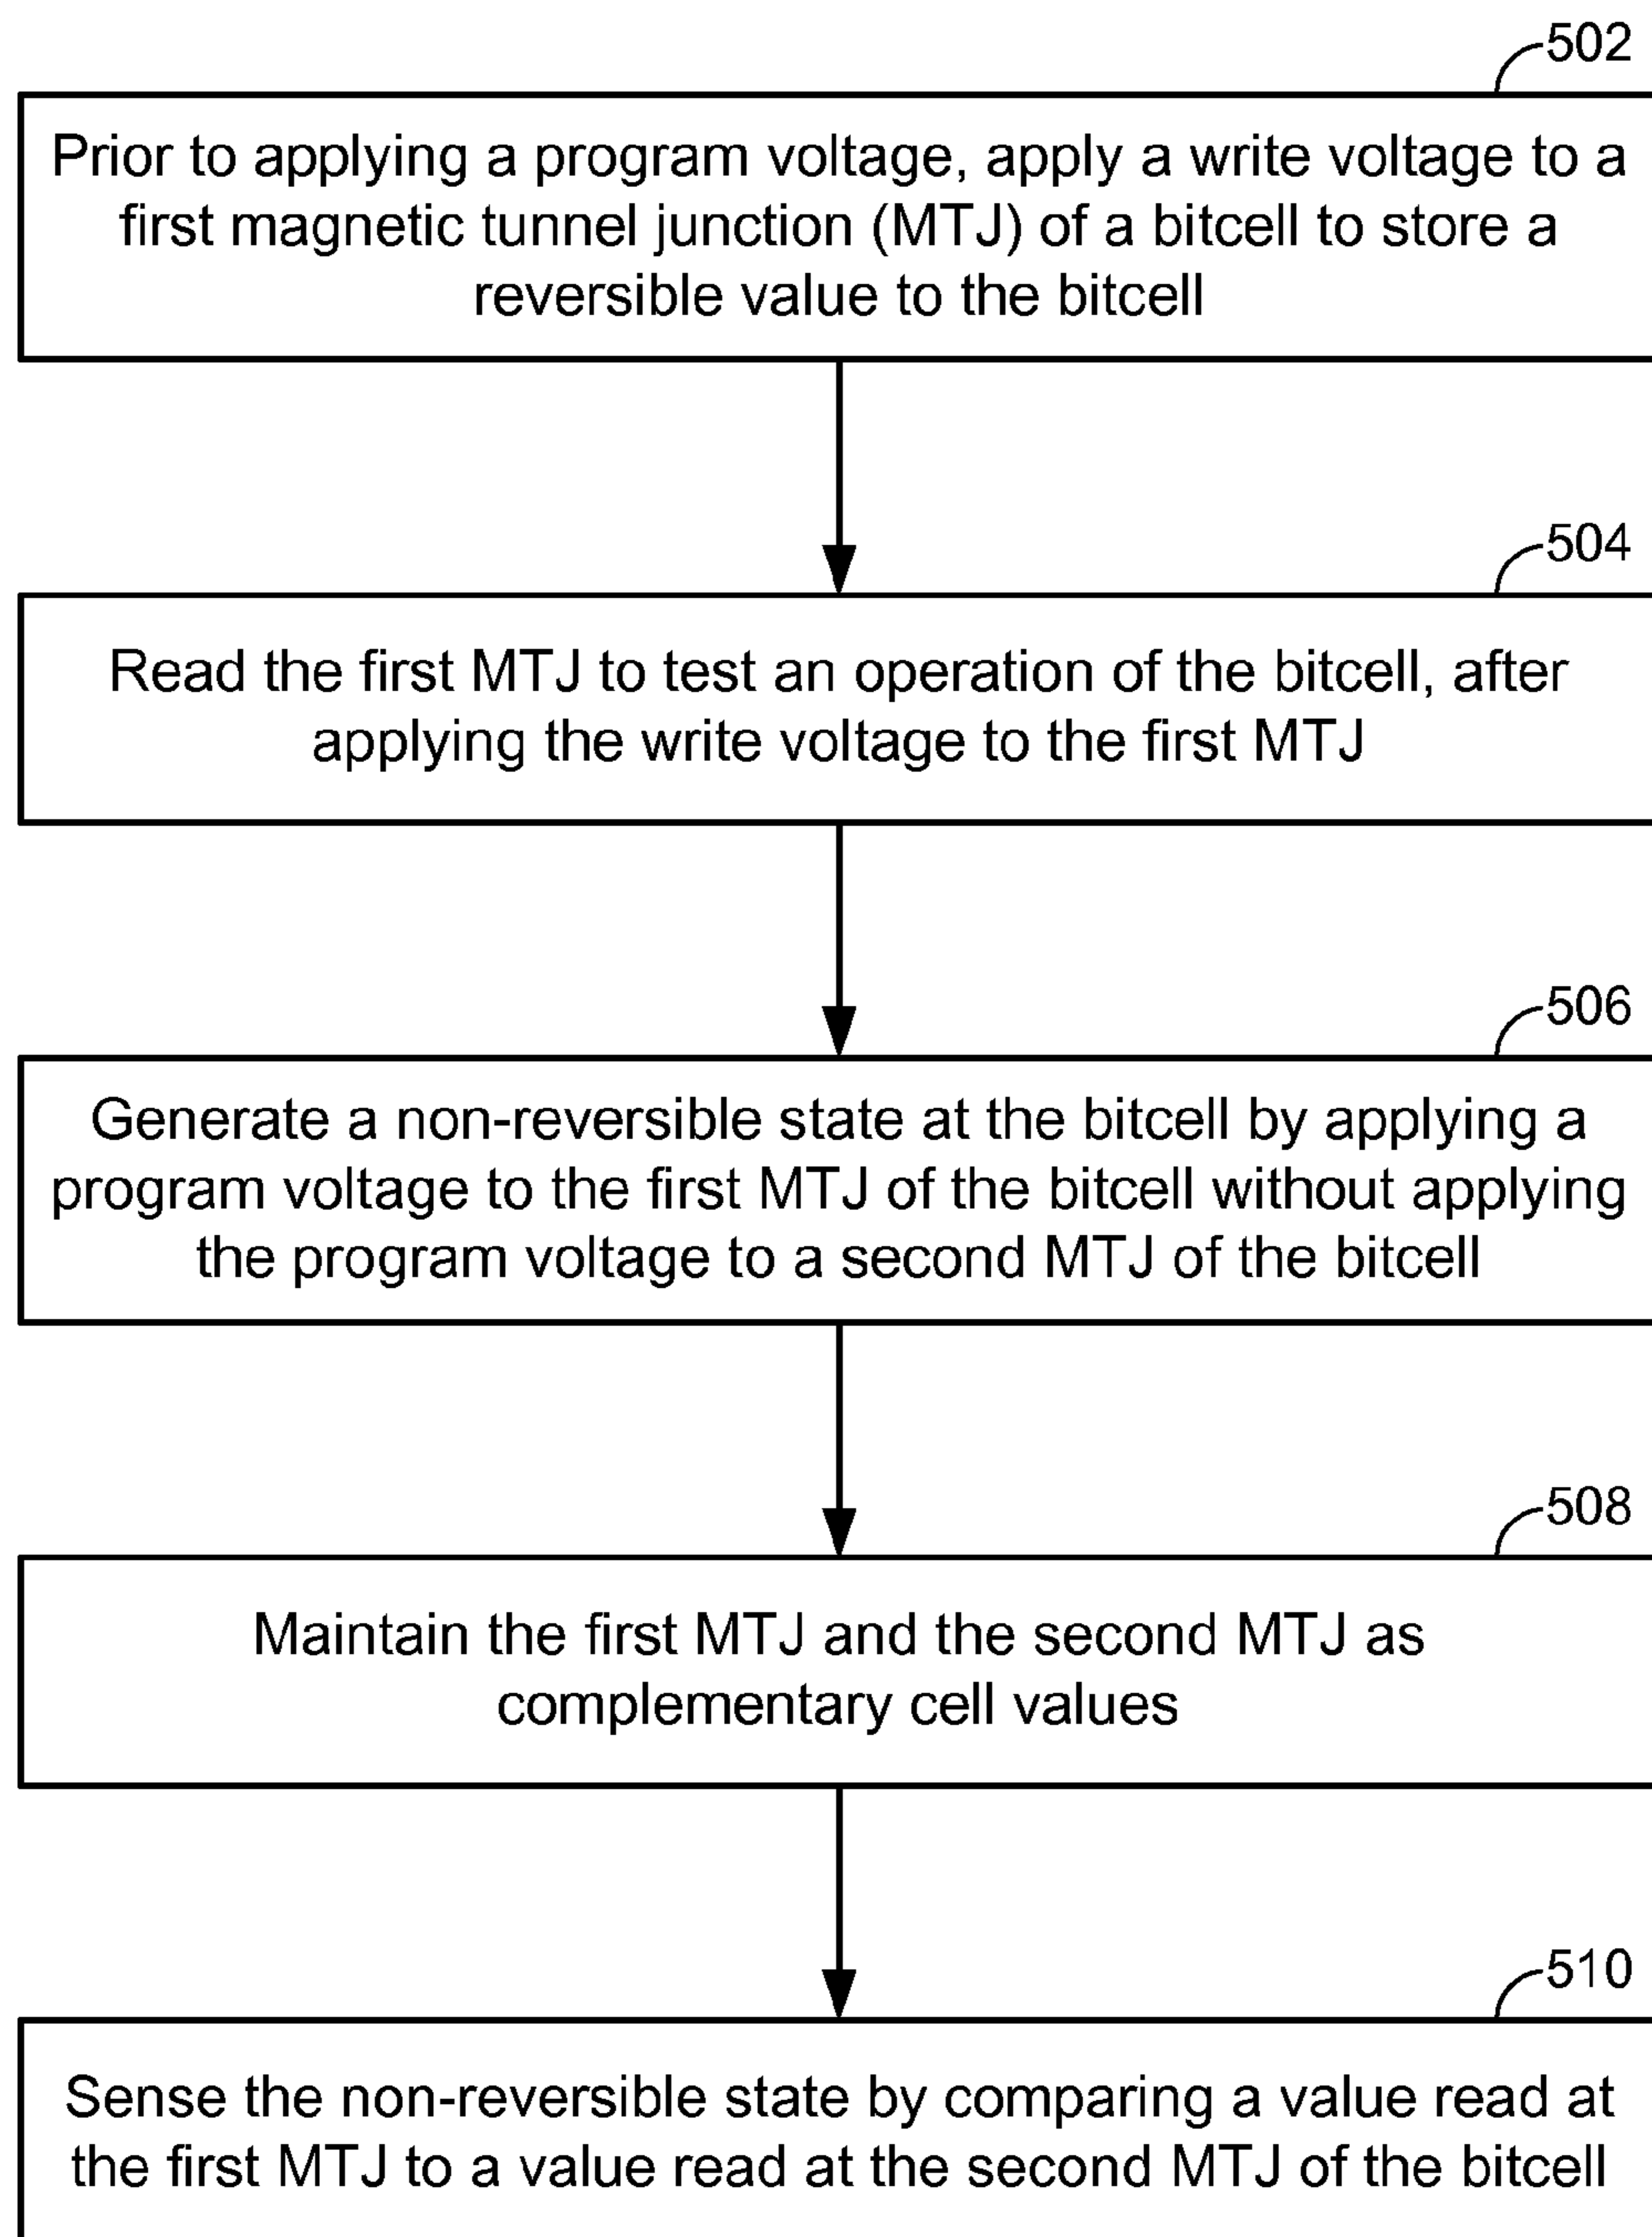 502
Prior to applying a program voltage, apply a write voltage to a
first magnetic tunnel junction (MTJ) of a bitcell to store a
reversible value to the bitcell
504
Read the first MTJ to test an operation of the bitcell, after
applying the write voltage to the first MTJ
506
Generate a non-reversible state at the bitcell by applying a
program voltage to the first MTJ of the bitcell without applying
the program voltage to a second MTJ of the bitcell
508
Maintain the first MTJ and the second MTJ as
complementary cell values
510
Sense the non-reversible state by comparing a value read at
the first MTJ to a value read at the second MTJ of the bitcell